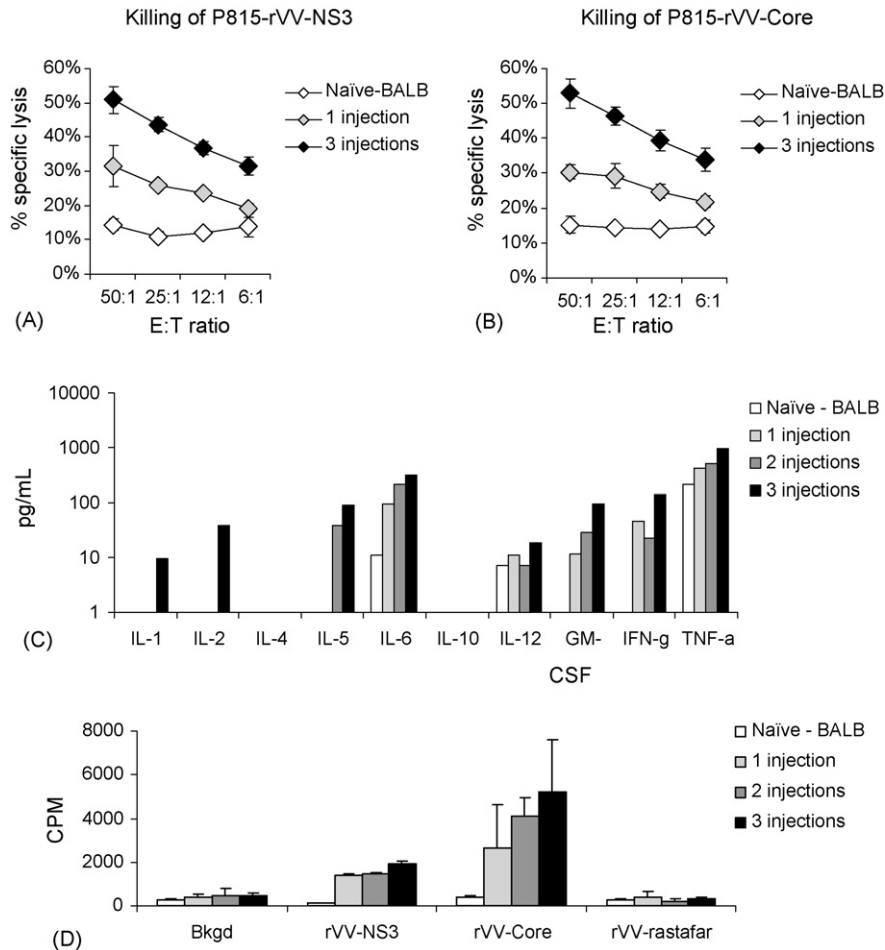 Killing of P815-rVV-NS3
% specific lysis
60%
50%
40%
30%
20%
10%
0%
50:1 25:1 12:1 6:1
E:T ratio
Naïve-BALB
1 injection
3 injections
(A)
Killing of P815-rVV-Core
% specific lysis
60%
50%
40%
30%
20%
10%
0%
50:1 25:1 12:1 6:1
E:T ratio
Naïve-BALB
1 injection
3 injections
(B)
pg/mL
10000
1000
100
10
1
IL-1 IL-2 IL-4 IL-5 IL-6 IL-10 IL-12 GM- IFN-g TNF-a
CSF
Naïve - BALB
1 injection
2 injections
3 injections
(C)
CPM
8000
6000
4000
2000
0
Bkgd rVV-NS3 rVV-Core rVV-rastafar
Naïve - BALB
1 injection
2 injections
3 injections
(D)